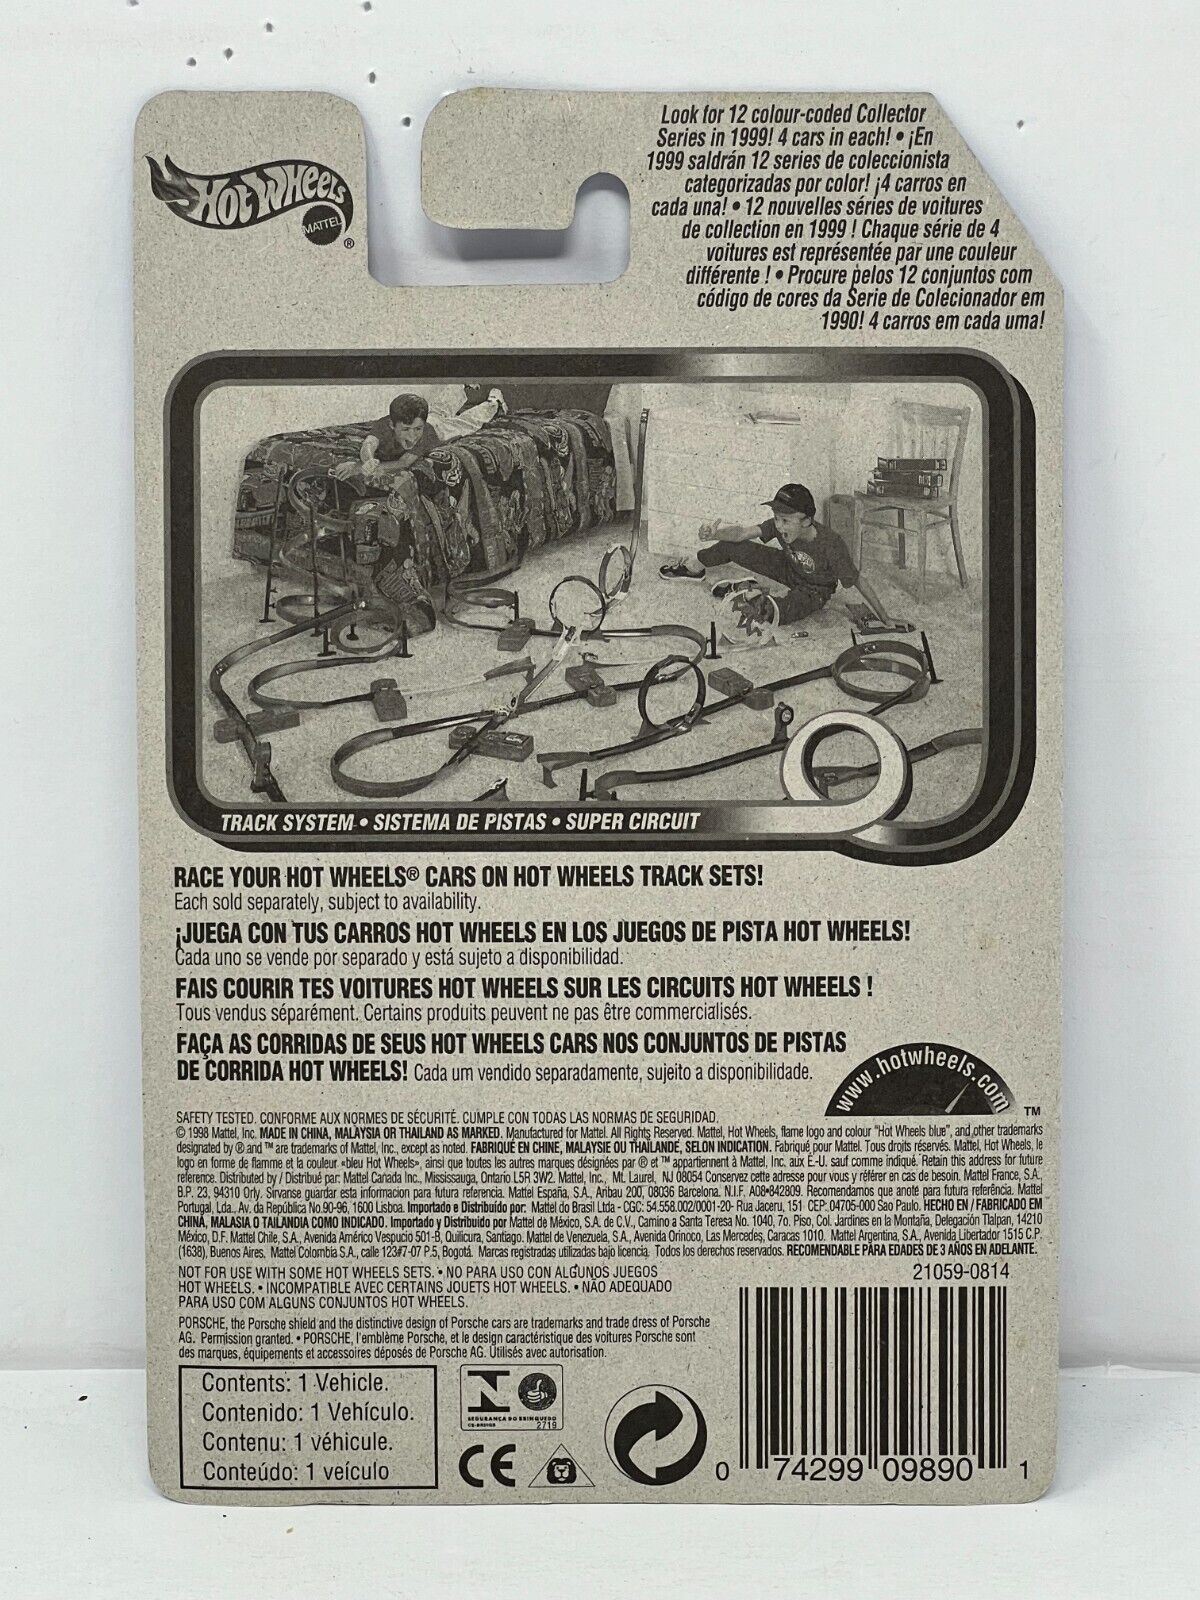 HOT WHEELS
MATTEL
®
Look for 12 colour-coded Collector
Series in 1999! 4 cars in each! • ¡En
1999 saldrán 12 series de coleccionista
categorizadas por color! ¡4 carros en
cada una! • 12 nouvelles séries de voitures
de collection en 1999 ! Chaque série de 4
voitures est représentée par une couleur
différente ! • Procure pelos 12 conjuntos com
código de cores da Serie de Colecionador em
1990! 4 carros em cada uma!
TRACK SYSTEM • SISTEMA DE PISTAS • SUPER CIRCUIT
RACE YOUR HOT WHEELS® CARS ON HOT WHEELS TRACK SETS!
Each sold separately, subject to availability.
¡JUEGA CON TUS CARROS HOT WHEELS EN LOS JUEGOS DE PISTA HOT WHEELS!
Cada uno se vende por separado y está sujeto a disponibilidad.
FAIS COURIR TES VOITURES HOT WHEELS SUR LES CIRCUITS HOT WHEELS !
Tous vendus séparément. Certains produits peuvent ne pas être commercialisés.
FAÇA AS CORRIDAS DE SEUS HOT WHEELS CARS NOS CONJUNTOS DE PISTAS
DE CORRIDA HOT WHEELS! Cada um vendido separadamente, sujeito a disponibilidade.
www.hotwheels.com
TM
SAFETY TESTED. CONFORME AUX NORMES DE SÉCURITÉ. CUMPLE CON TODAS LAS NORMAS DE SEGURIDAD.
© 1998 Mattel, Inc. MADE IN CHINA, MALAYSIA OR THAILAND AS MARKED. Manufactured for Mattel. All Rights Reserved. Mattel, Hot Wheels, flame logo and colour "Hot Wheels blue", and other trademarks
designated by ® and ™ are trademarks of Mattel, Inc., except as noted. FABRIQUÉ EN CHINE, MALAYSIE OU THAÏLANDE, SELON INDICATION. Fabriqué pour Mattel. Tous droits réservés. Mattel, Hot Wheels, le
logo en forme de flamme et la couleur «bleu Hot Wheels», ainsi que toutes les autres marques désignées par ® et ™ appartiennent à Mattel, Inc. aux É.-U. sauf comme indiqué. Retain this address for future
reference. Distributed by / Distribué par: Mattel Canada Inc., Mississauga, Ontario L5R 3W2. Mattel, Inc., Mt. Laurel, NJ 08054 Conservez cette adresse pour vous y référer en cas de besoin. Mattel France, S.A.,
B.P. 23, 94310 Orly. Sirvanse guardar esta informacion para futura referencia. Mattel España, S.A., Aribau 200, 08036 Barcelona. N.I.F. A08•842809. Recomendamos que anoté para futura referência. Mattel
Portugal, Lda., Av. da República No.90-96, 1600 Lisboa. Importado e Distribuido por: Mattel do Brasil Ltda - CGC: 54.558.002/0001-20- Rua Jaceru, 151 CEP:04705-000 Sao Paulo. HECHO EN / FABRICADO EM
CHINA, MALASIA O TAILANDIA COMO INDICADO. Importado y Distribuido por Mattel de México, S.A. de C.V., Camino a Santa Teresa No. 1040, 7o. Piso, Col. Jardines en la Montaña, Delegación Tlalpan, 14210
México, D.F. Mattel Chile, S.A., Avenida Américo Vespucio 501-B, Quilicura, Santiago. Mattel de Venezuela, S.A., Avenida Orinoco, Las Mercedes, Caracas 1010. Mattel Argentina, S.A., Avenida Libertador 1515 C.P.
(1638), Buenos Aires. Mattel Colombia S.A., calle 123#7-07 P.5, Bogotá. Marcas registradas utilizadas bajo licencia. Todos los derechos reservados. RECOMENDABLE PARA EDADES DE 3 AÑOS EN ADELANTE.
NOT FOR USE WITH SOME HOT WHEELS SETS. • NO PARA USO CON ALGUNOS JUEGOS
HOT WHEELS. • INCOMPATIBLE AVEC CERTAINS JOUETS HOT WHEELS. • NÃO ADEQUADO
PARA USO COM ALGUNS CONJUNTOS HOT WHEELS.
21059-0814
PORSCHE, the Porsche shield and the distinctive design of Porsche cars are trademarks and trade dress of Porsche
AG. Permission granted. • PORSCHE, l'emblème Porsche, et le design caractéristique des voitures Porsche sont
des marques, équipements et accessoires déposés de Porsche AG. Utilisés avec autorisation.
Contents: 1 Vehicle.
Contenido: 1 Vehículo.
Contenu: 1 véhicule.
Conteúdo: 1 veículo
SEGURANÇA DO BRINQUEDO
2719
CE
0 74299 09890 1